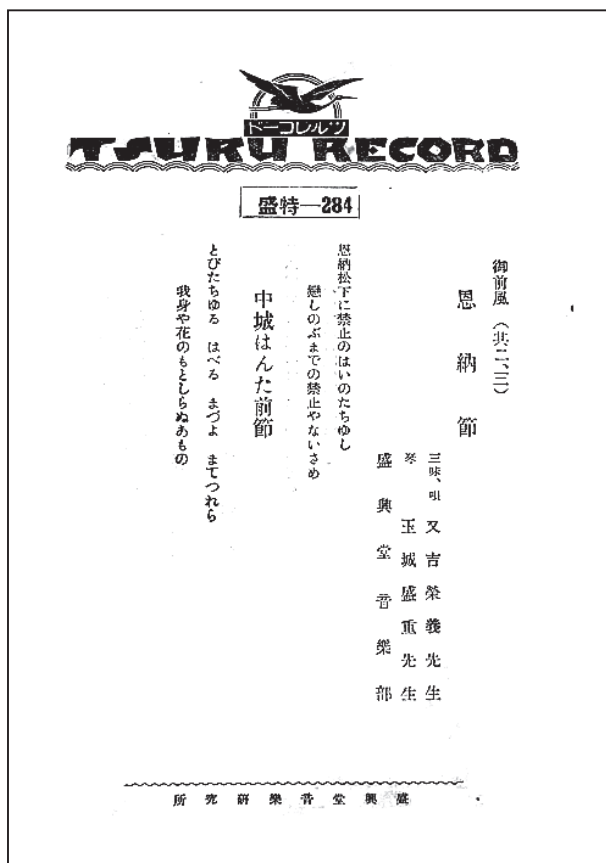 ツルレコード
TSURU RECORD
盛特—284
御前風（共二、三）
恩納節
三味、唄 又吉榮義先生
琴 玉城盛重先生
盛興堂音樂部
恩納松下に禁止のはいのたちゆし
戀しのぶまでの禁止やないさめ
中城はんた前節
とびたちゆる はべる まづよ まてつれら
我身や花のもとしらぬあもの
盛興堂音樂研究所